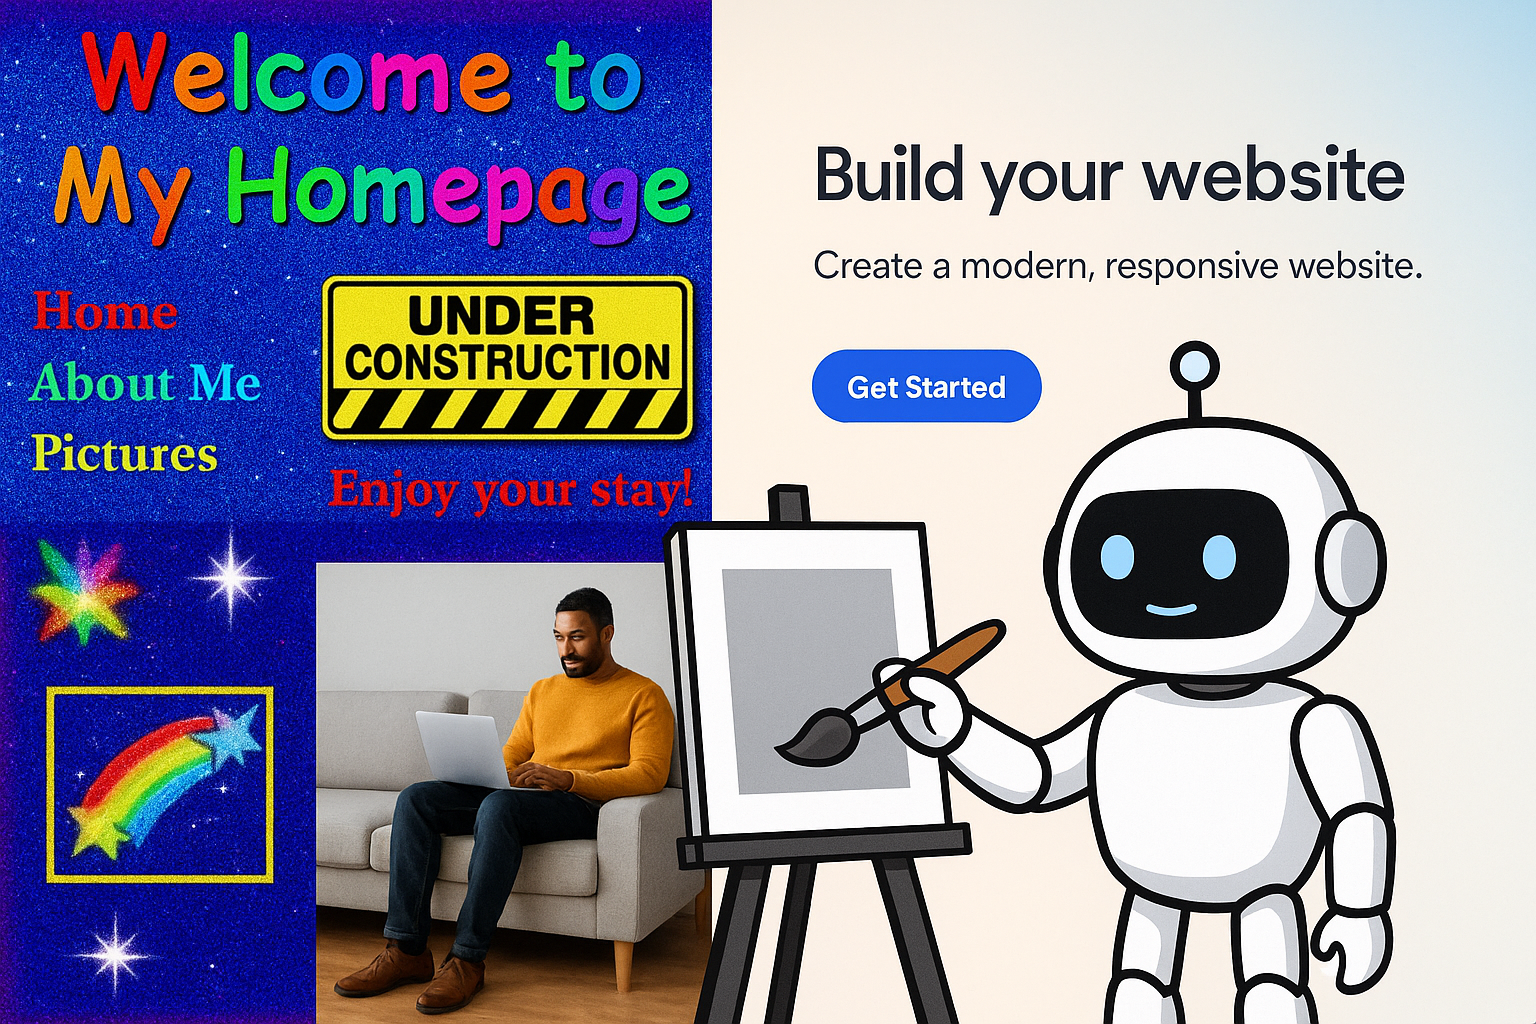 Welcome to
My Homepage
Home
About Me
Pictures
UNDER
CONSTRUCTION
Enjoy your stay!
Build your website
Create a modern, responsive website.
Get Started